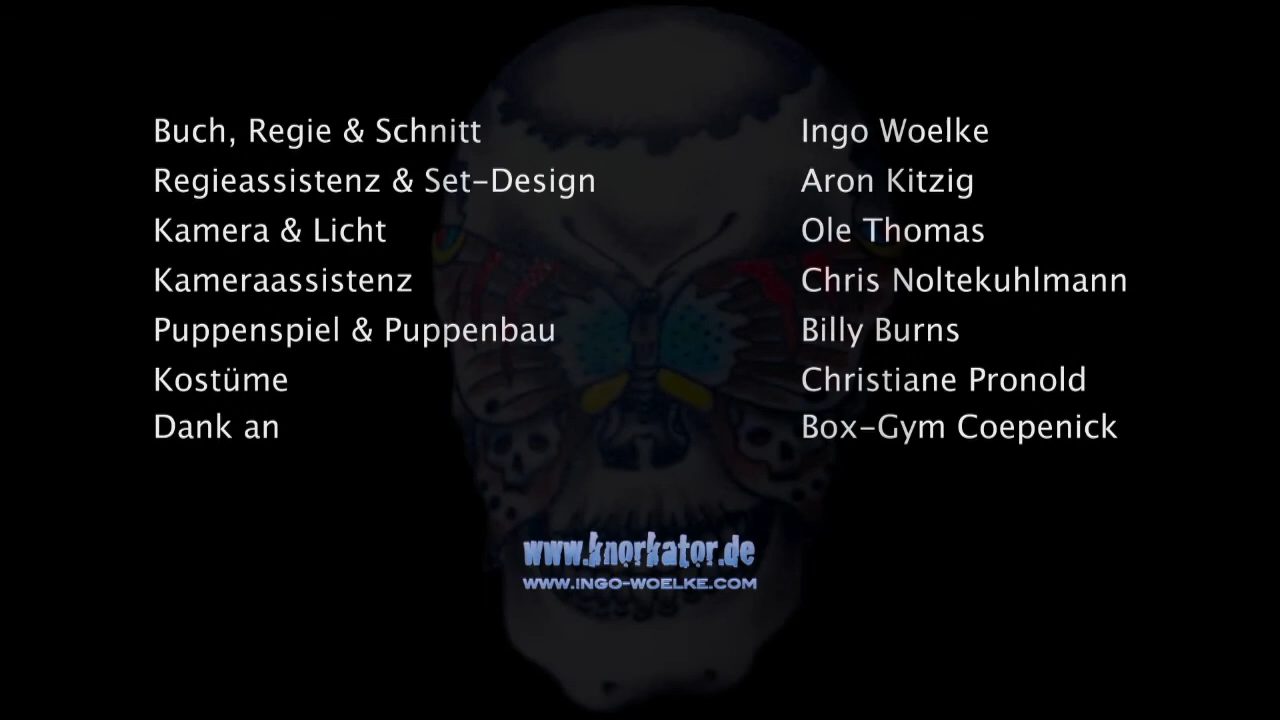 Buch, Regie & Schnitt Ingo Woelke
Regieassistenz & Set-Design Aron Kitzig
Kamera & Licht Ole Thomas
Kameraassistenz Chris Noltekuhlmann
Puppenspiel & Puppenbau Billy Burns
Kostüme Christiane Pronold
Dank an Box-Gym Coepenick
www.knorkator.de
WWW.INGO-WOELKE.COM